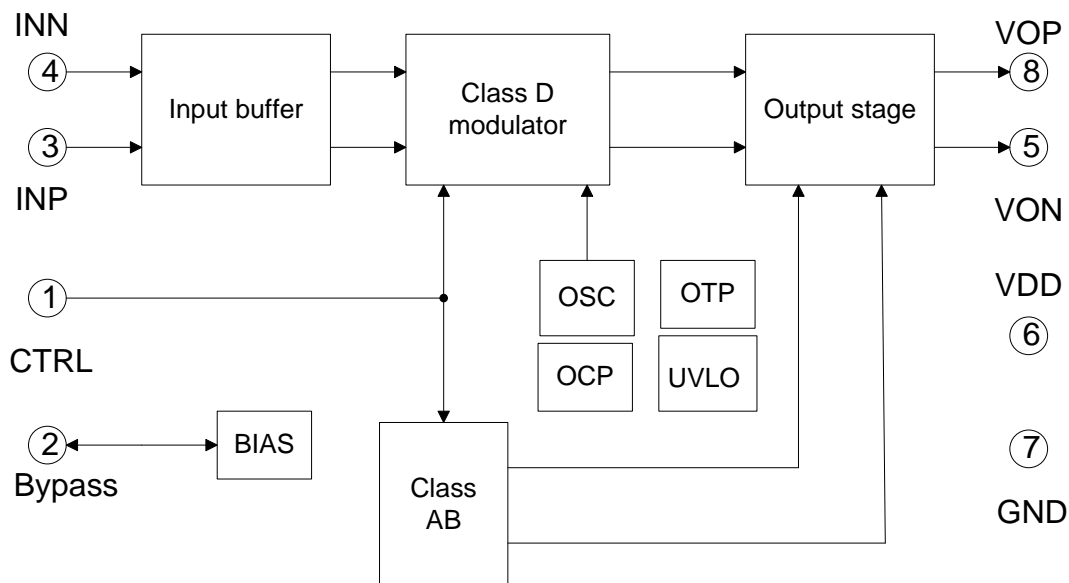 INN
VOP
4
Input buffer
Class D
modulator
Output stage
8
3
5
INP
VON
1
OSC
OTP
VDD
6
CTRL
OCP
UVLO
2
BIAS
7
Bypass
Class
AB
GND